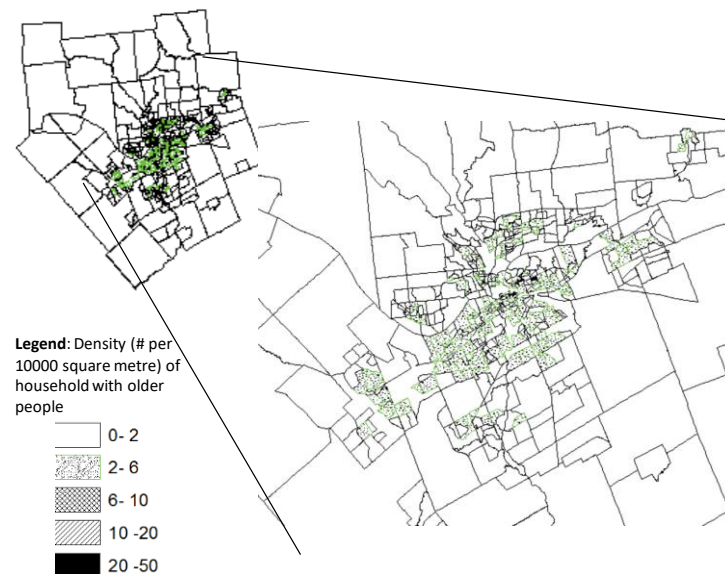 Legend: Density (# per
10000 square metre) of
household with older
people
0- 2
2- 6
6- 10
10 -20
20 -50